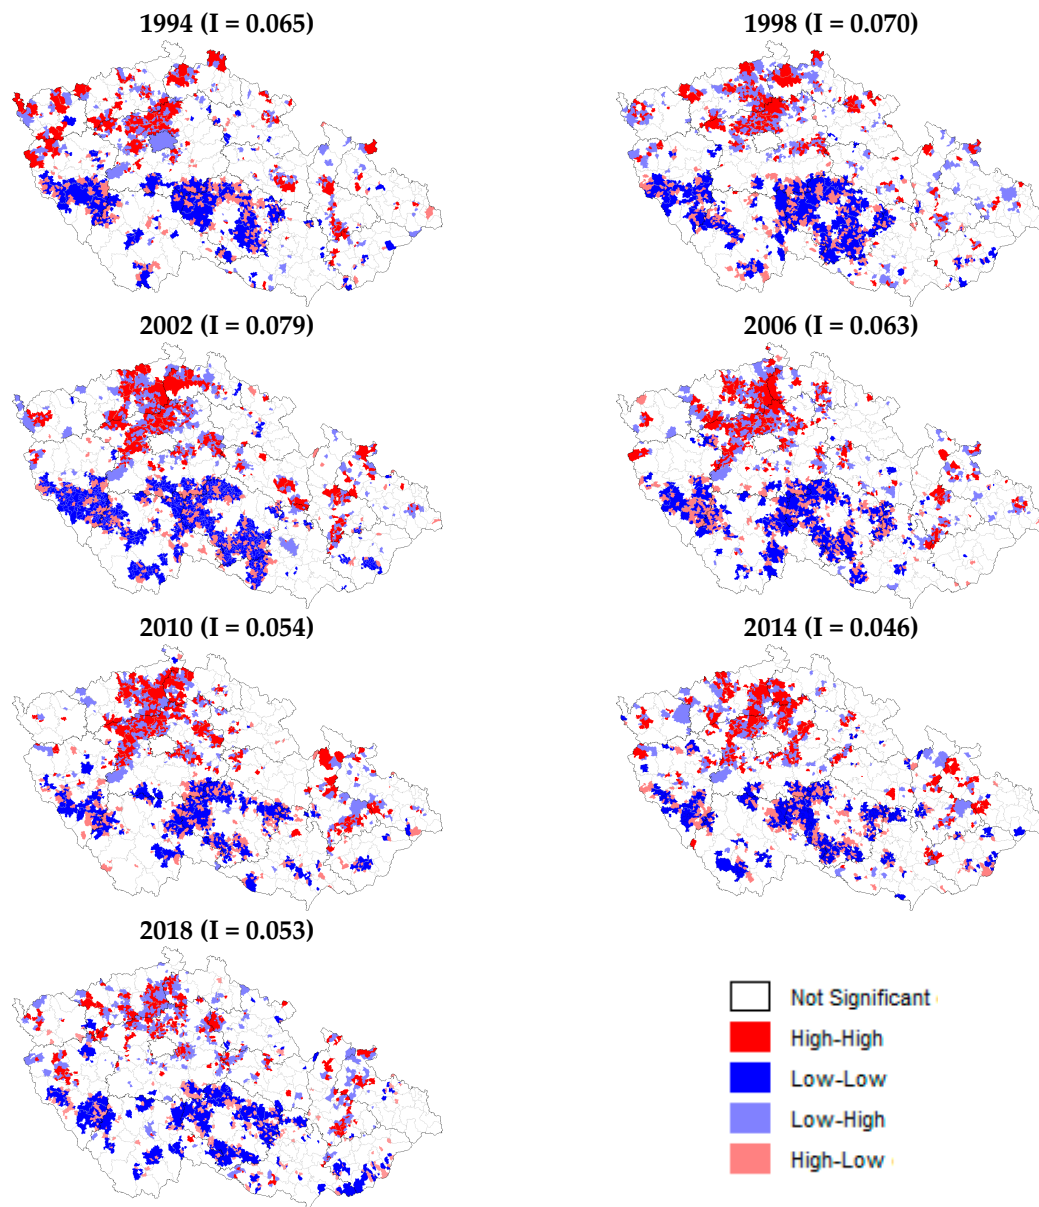 1994 (I = 0.065)
1998 (I = 0.070)
2002 (I = 0.079)
2006 (I = 0.063)
2010 (I = 0.054)
2014 (I = 0.046)
2018 (I = 0.053)
Not Significant
High-High
Low-Low
Low-High
High-Low